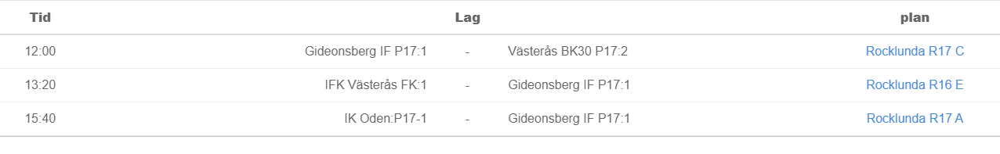 Tid Lag plan
12:00 Gideonsberg IF P17:1 - Västerås BK30 P17:2 Rocklunda R17 C
13:20 IFK Västerås FK:1 - Gideonsberg IF P17:1 Rocklunda R16 E
15:40 IK Oden:P17-1 - Gideonsberg IF P17:1 Rocklunda R17 A